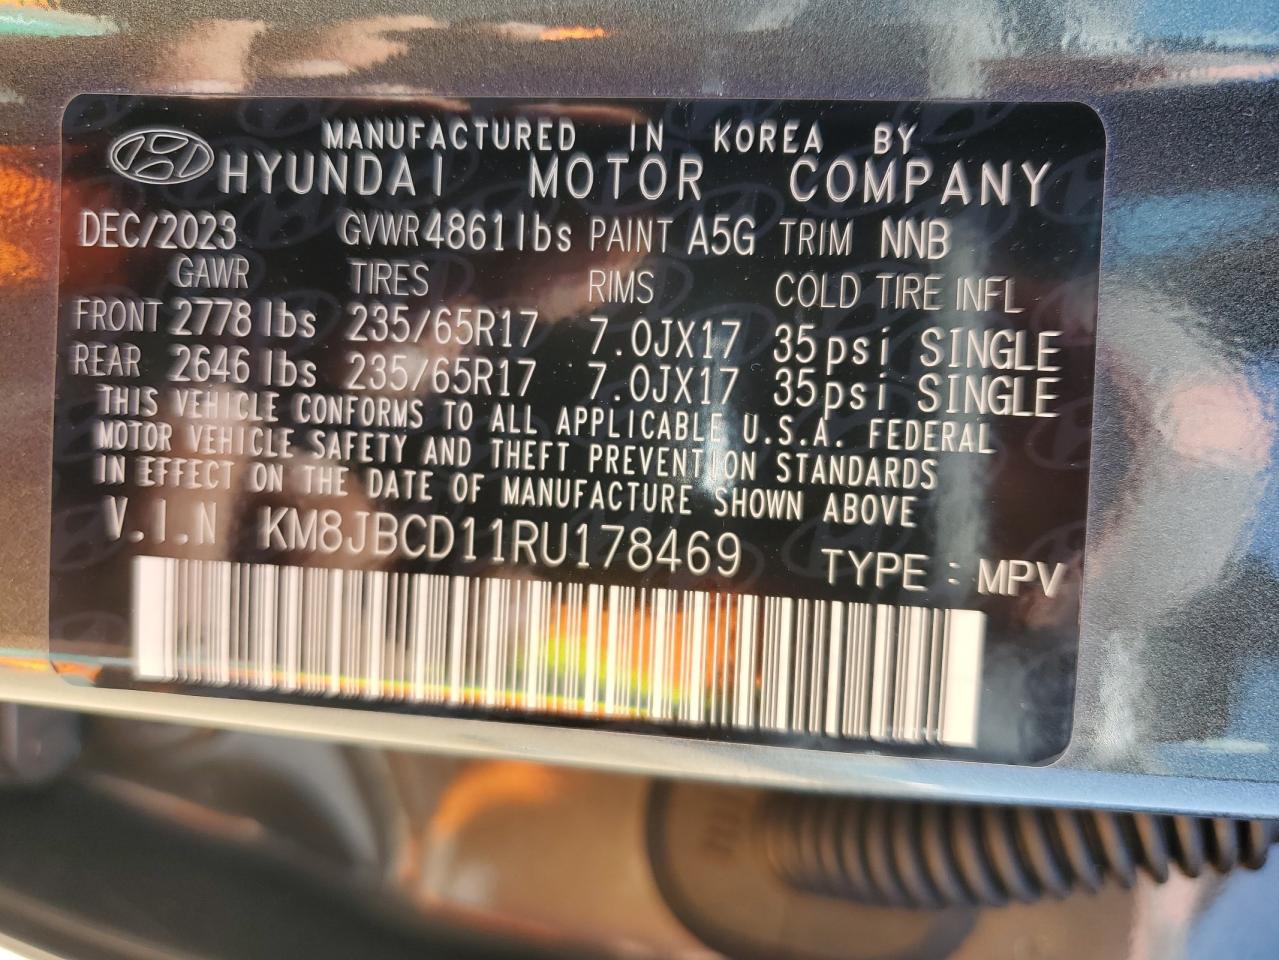 MANUFACTURED IN KOREA BY
HYUNDAI MOTOR COMPANY
DEC/2023 GVWR 4861 lbs PAINT A5G TRIM NNB
GAWR TIRES RIMS COLD TIRE INFL
FRONT 2778 lbs 235/65R17 7.0JX17 35psi SINGLE
REAR 2646 lbs 235/65R17 7.0JX17 35psi SINGLE
THIS VEHICLE CONFORMS TO ALL APPLICABLE U.S.A. FEDERAL
MOTOR VEHICLE SAFETY AND THEFT PREVENTION STANDARDS
IN EFFECT ON THE DATE OF MANUFACTURE SHOWN ABOVE
V.I.N KM8JBCD11RU178469 TYPE : MPV